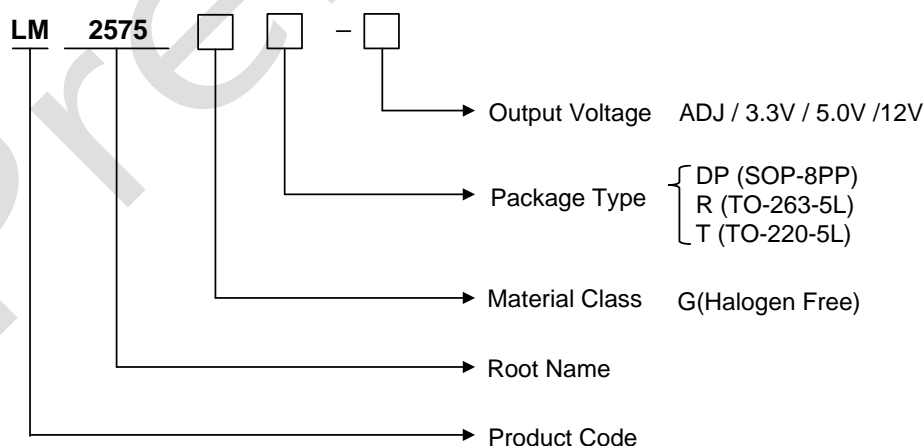 LM 2575 –
Output Voltage ADJ / 3.3V / 5.0V /12V
Package Type
DP (SOP-8PP)
R (TO-263-5L)
T (TO-220-5L)
Material Class G(Halogen Free)
Root Name
Product Code
Pre